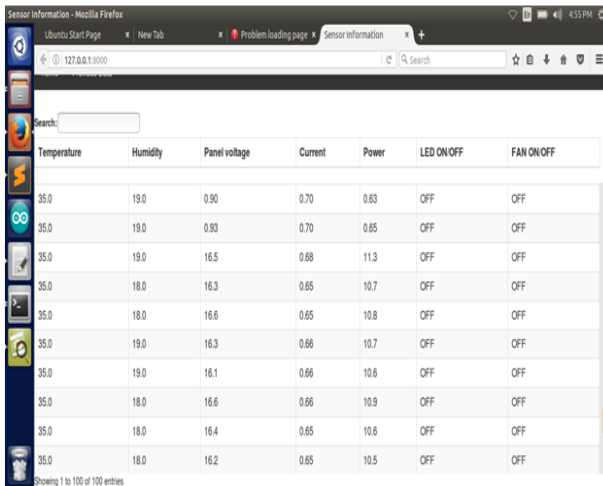 Sensor Information - Mozilla Firefox En 4:55 PM
Ubuntu Start Page × New Tab × Problem loading page × Sensor Information × +
127.0.0.1:8000 Search
Search:
Temperature Humidity Panel voltage Current Power LED ON/OFF FAN ON/OFF
35.0 19.0 0.90 0.70 0.63 OFF OFF
35.0 19.0 0.93 0.70 0.65 OFF OFF
35.0 19.0 16.5 0.68 11.3 OFF OFF
35.0 18.0 16.3 0.65 10.7 OFF OFF
35.0 18.0 16.6 0.65 10.8 OFF OFF
35.0 19.0 16.3 0.66 10.7 OFF OFF
35.0 19.0 16.1 0.66 10.6 OFF OFF
35.0 18.0 16.6 0.66 10.9 OFF OFF
35.0 18.0 16.4 0.65 10.6 OFF OFF
35.0 18.0 16.2 0.65 10.5 OFF OFF
Showing 1 to 100 of 100 entries